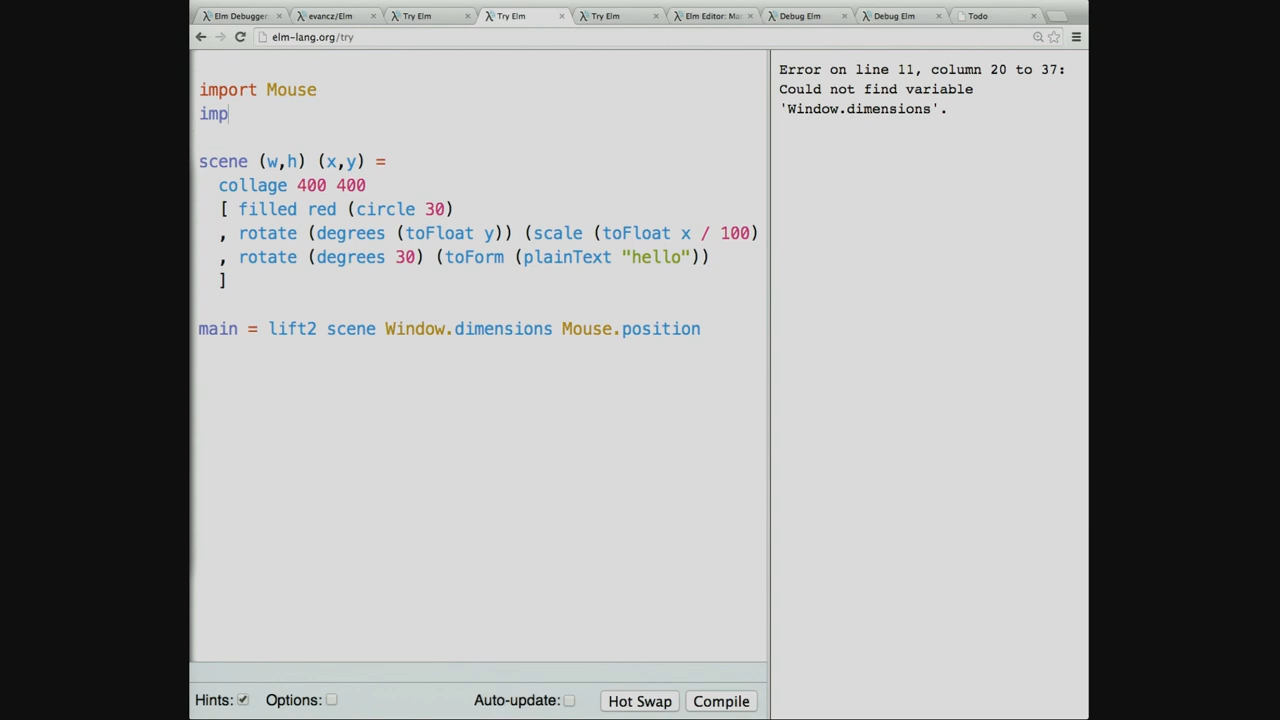 Elm Debugger
evancz/Elm
Try Elm
Try Elm
Try Elm
Elm Editor: Ma
Debug Elm
Debug Elm
Todo
elm-lang.org/try
import Mouse
imp
scene (w,h) (x,y) =
collage 400 400
[ filled red (circle 30)
, rotate (degrees (toFloat y)) (scale (toFloat x / 100)
, rotate (degrees 30) (toForm (plainText "hello"))
]
main = lift2 scene Window.dimensions Mouse.position
Error on line 11, column 20 to 37:
Could not find variable
'Window.dimensions'.
Hints: Options: Auto-update: Hot Swap Compile